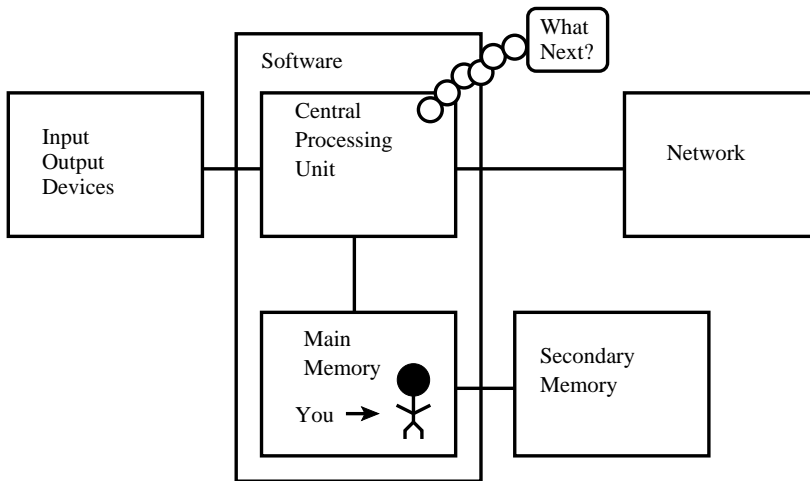 What
Next?
Software
Input
Output
Devices
Central
Processing
Unit
Network
Main
Memory
You
Secondary
Memory